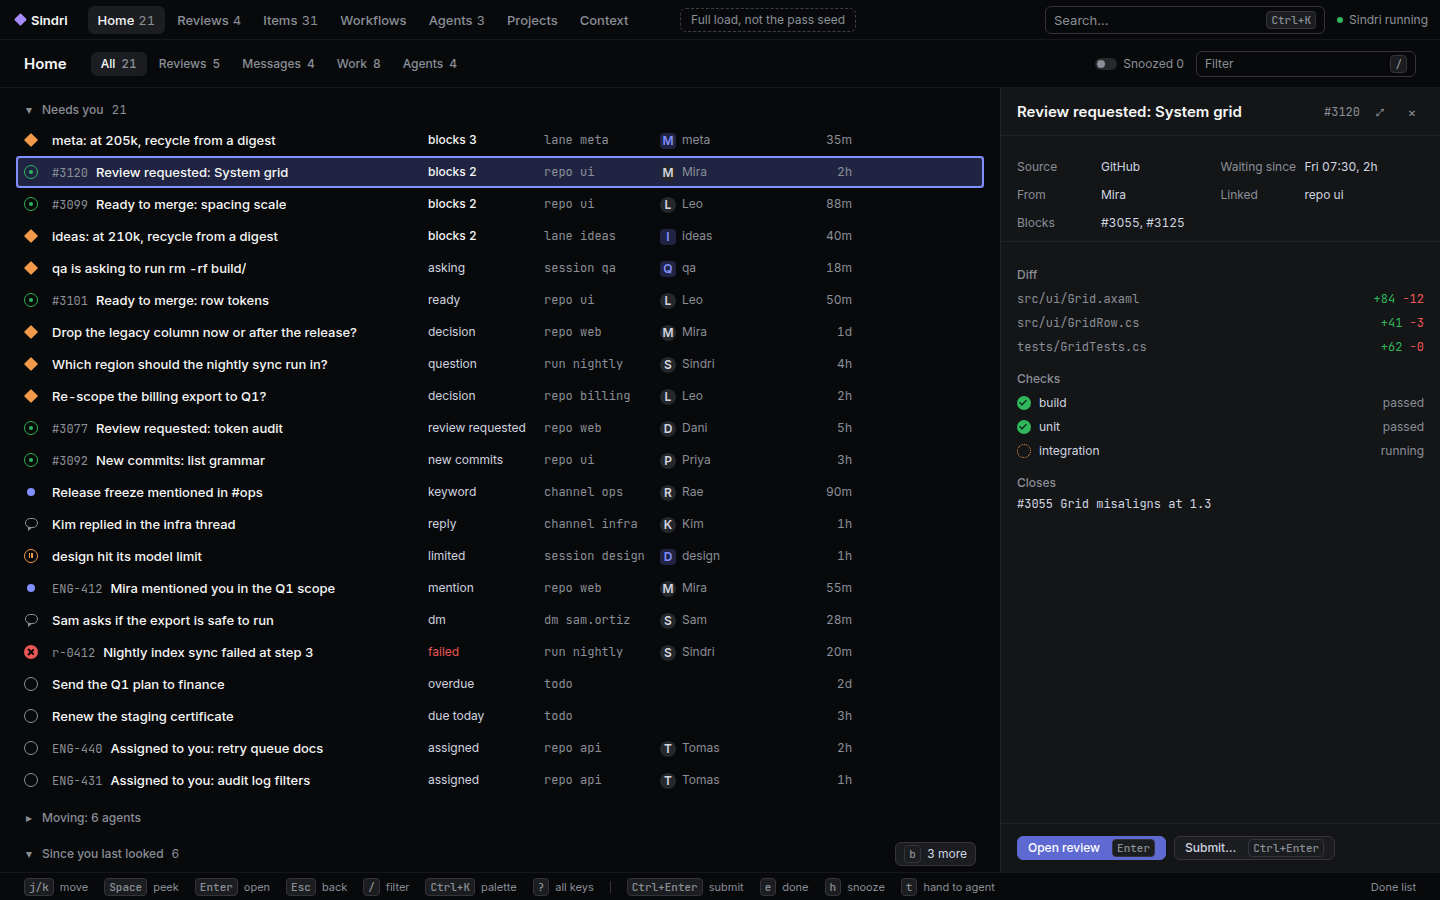 Sindri Home 21 Reviews 4 Items 31 Workflows Agents 3 Projects Context Full load, not the pass seed Search... Ctrl+K Sindri running
Home All 21 Reviews 5 Messages 4 Work 8 Agents 4 Snoozed 0 Filter /
Needs you 21
meta: at 205k, recycle from a digest blocks 3 lane meta M meta 35m
#3120 Review requested: System grid blocks 2 repo ui M Mira 2h
#3099 Ready to merge: spacing scale blocks 2 repo ui L Leo 88m
ideas: at 210k, recycle from a digest blocks 2 lane ideas I ideas 40m
qa is asking to run rm -rf build/ asking session qa Q qa 18m
#3101 Ready to merge: row tokens ready repo ui L Leo 50m
Drop the legacy column now or after the release? decision repo web M Mira 1d
Which region should the nightly sync run in? question run nightly S Sindri 4h
Re-scope the billing export to Q1? decision repo billing L Leo 2h
#3077 Review requested: token audit review requested repo web D Dani 5h
#3092 New commits: list grammar new commits repo ui P Priya 3h
Release freeze mentioned in #ops keyword channel ops R Rae 90m
Kim replied in the infra thread reply channel infra K Kim 1h
design hit its model limit limited session design D design 1h
ENG-412 Mira mentioned you in the Q1 scope mention repo web M Mira 55m
Sam asks if the export is safe to run dm dm sam.ortiz S Sam 28m
r-0412 Nightly index sync failed at step 3 failed run nightly S Sindri 20m
Send the Q1 plan to finance overdue todo 2d
Renew the staging certificate due today todo 3h
ENG-440 Assigned to you: retry queue docs assigned repo api T Tomas 2h
ENG-431 Assigned to you: audit log filters assigned repo api T Tomas 1h
Moving: 6 agents
Since you last looked 6 b 3 more
Review requested: System grid #3120
Source GitHub Waiting since Fri 07:30, 2h
From Mira Linked repo ui
Blocks #3055, #3125
Diff
src/ui/Grid.axaml +84 -12
src/ui/GridRow.cs +41 -3
tests/GridTests.cs +62 -0
Checks
build passed
unit passed
integration running
Closes
#3055 Grid misaligns at 1.3
Open review Enter Submit... Ctrl+Enter
j/k move Space peek Enter open Esc back / filter Ctrl+K palette ? all keys Ctrl+Enter submit e done h snooze t hand to agent Done list